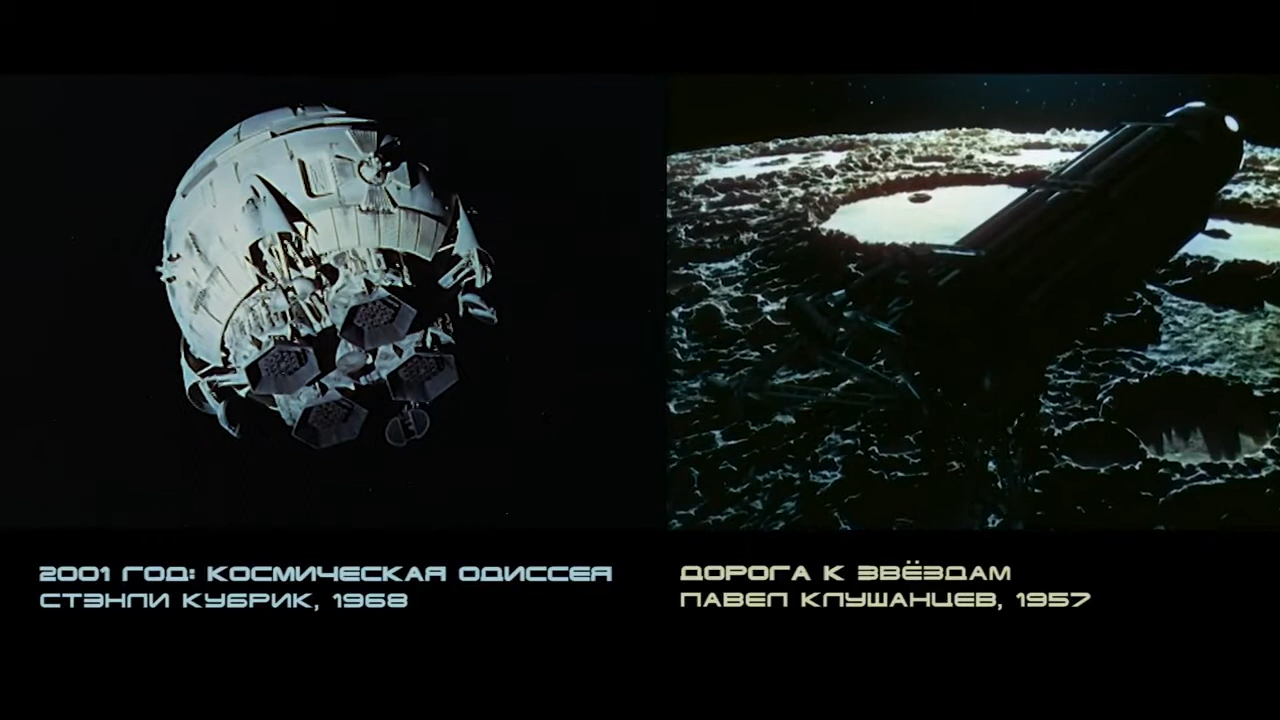 2001 ГОД: КОСМИЧЕСКАЯ ОДИССЕЯ
СТЭНЛИ КУБРИК, 1968
ДОРОГА К ЗВЁЗДАМ
ПАВЕЛ КЛУШАНЦЕВ, 1957